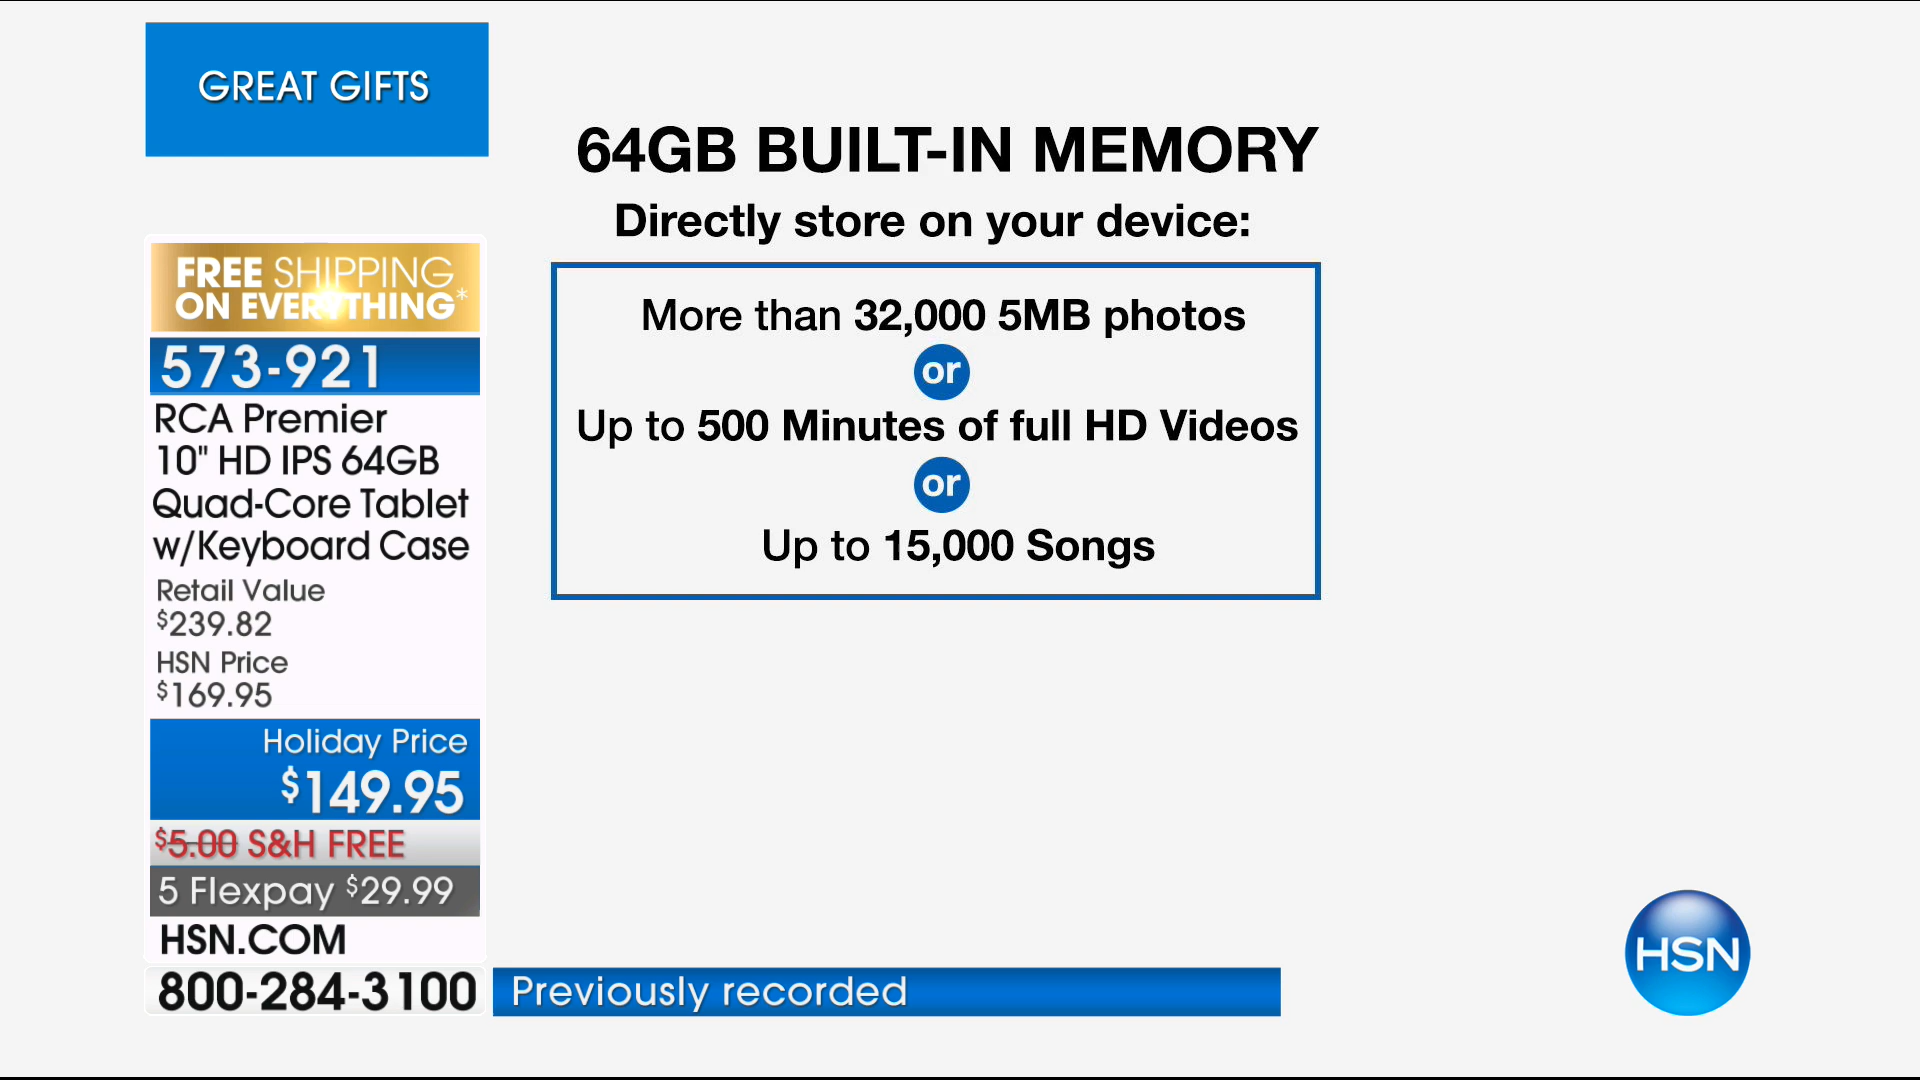 GREAT GIFTS
64GB BUILT-IN MEMORY
Directly store on your device:
More than 32,000 5MB photos
or
Up to 500 Minutes of full HD Videos
or
Up to 15,000 Songs
FREE SHIPPING
ON EVERYTHING*
573-921
RCA Premier
10" HD IPS 64GB
Quad-Core Tablet
w/Keyboard Case
Retail Value
$239.82
HSN Price
$169.95
Holiday Price
$149.95
$5.00 S&H FREE
5 Flexpay $29.99
HSN.COM
800-284-3100
Previously recorded
HSN